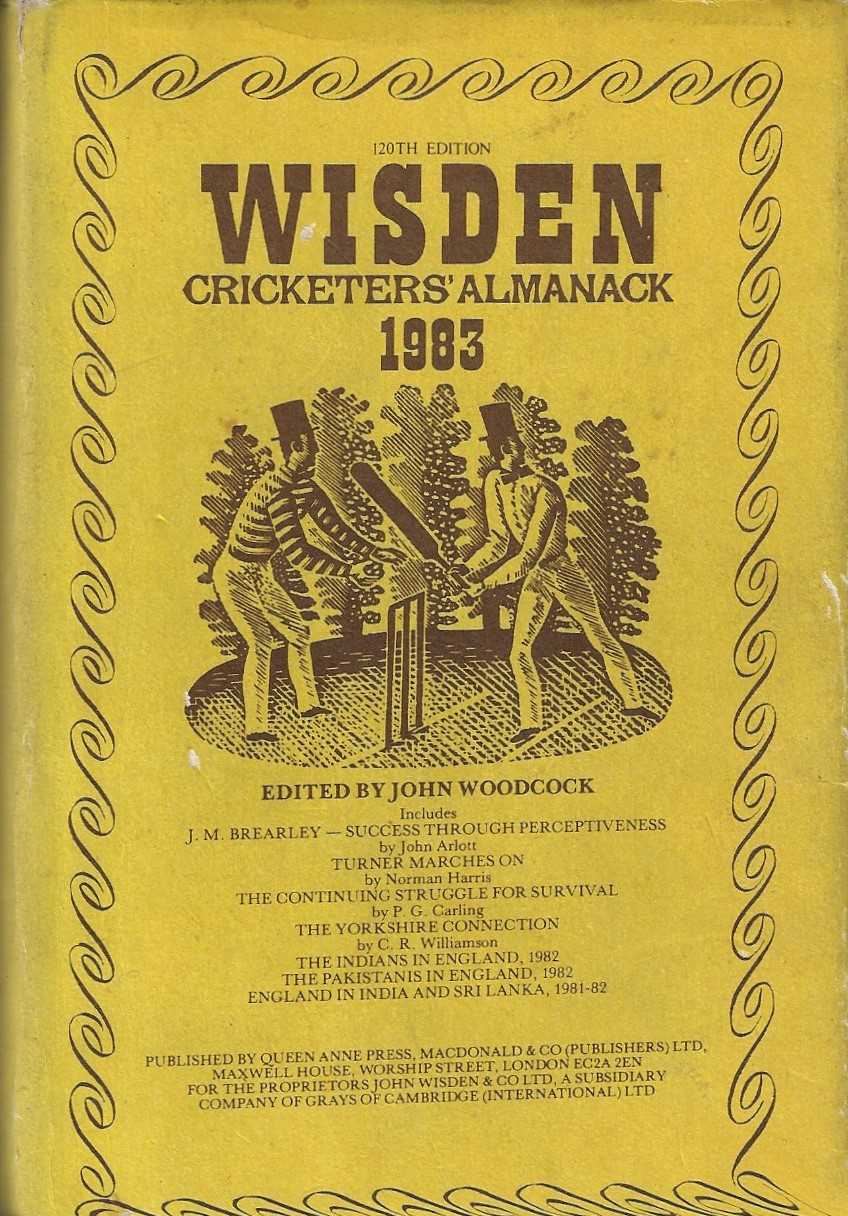 120TH EDITION
WISDEN
CRICKETERS' ALMANACK
1983
EDITED BY JOHN WOODCOCK
Includes
J. M. BREARLEY — SUCCESS THROUGH PERCEPTIVENESS
by John Arlott
TURNER MARCHES ON
by Norman Harris
THE CONTINUING STRUGGLE FOR SURVIVAL
by P. G. Carling
THE YORKSHIRE CONNECTION
by C. R. Williamson
THE INDIANS IN ENGLAND, 1982
THE PAKISTANIS IN ENGLAND, 1982
ENGLAND IN INDIA AND SRI LANKA, 1981-82
PUBLISHED BY QUEEN ANNE PRESS, MACDONALD & CO (PUBLISHERS) LTD,
MAXWELL HOUSE, WORSHIP STREET, LONDON EC2A 2EN
FOR THE PROPRIETORS JOHN WISDEN & CO LTD, A SUBSIDIARY
COMPANY OF GRAYS OF CAMBRIDGE (INTERNATIONAL) LTD